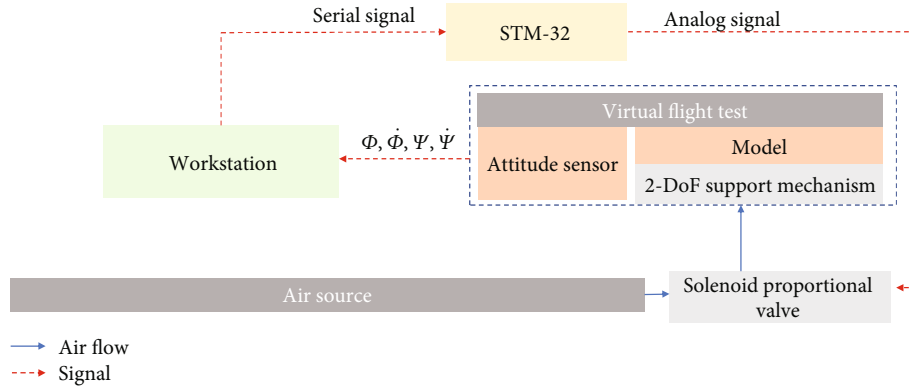 Serial signal
STM-32
Analog signal
Virtual flight test
Φ, Φ̇, Ψ, Ψ̇
Workstation
Attitude sensor
Model
2-DoF support mechanism
Air source
Solenoid proportional
valve
Air flow
Signal